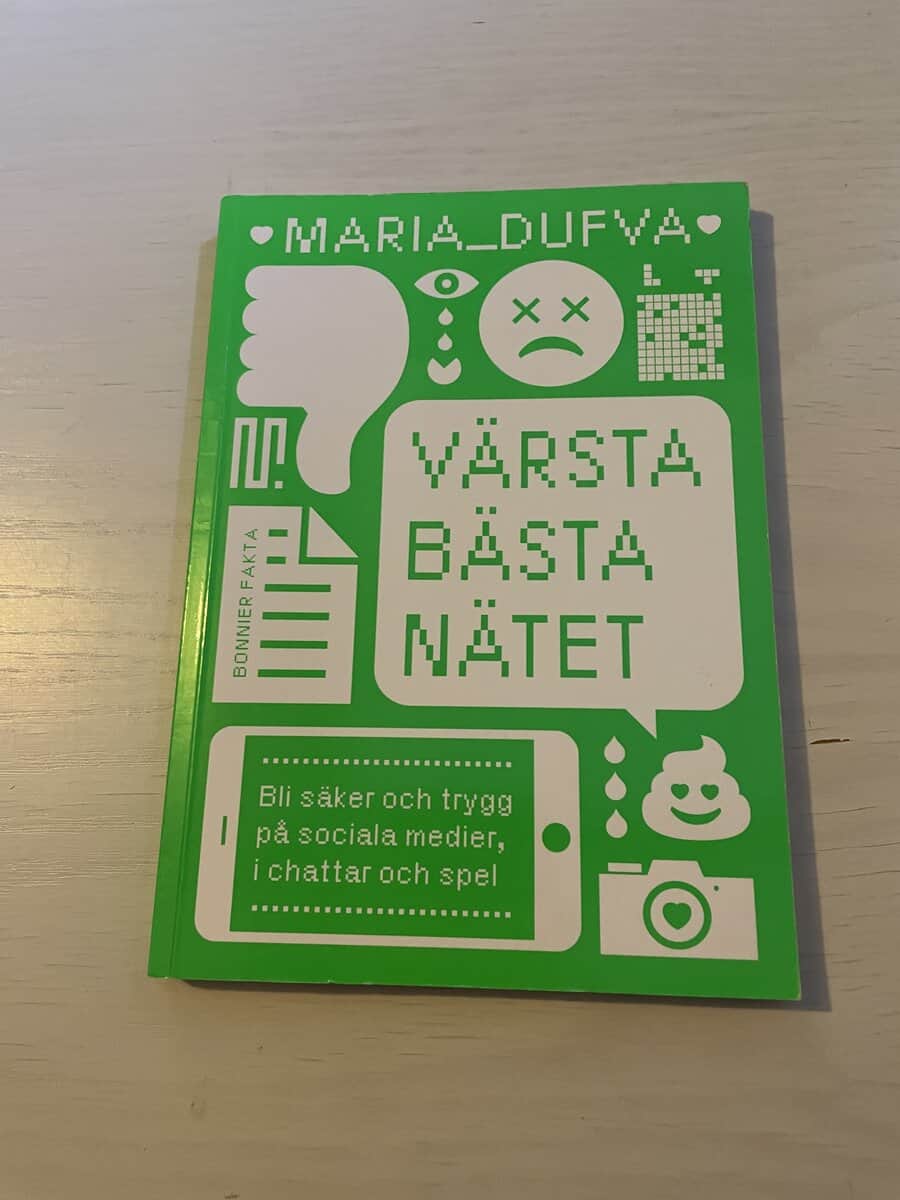 MARIA_DUFVA
VÄRSTA
BÄSTA
NÄTET
BONNIER FAKTA
Bli säker och trygg
på sociala medier,
i chattar och spel